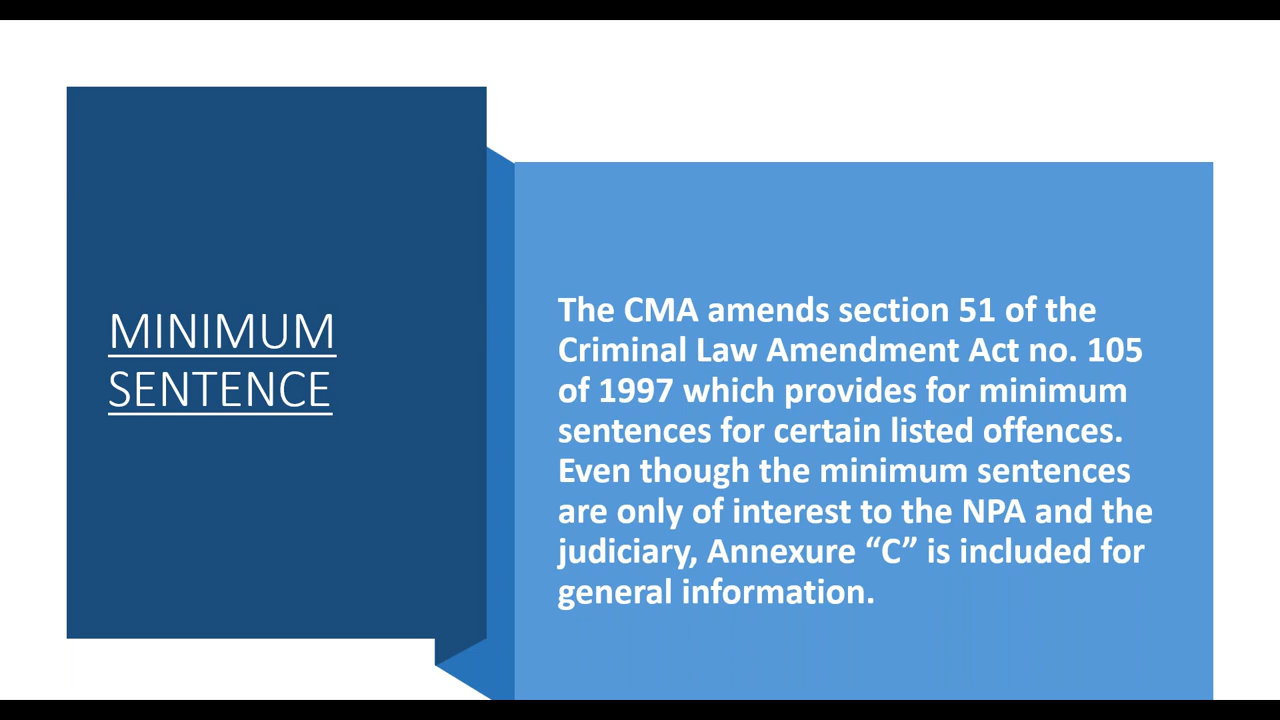 MINIMUM
SENTENCE
The CMA amends section 51 of the
Criminal Law Amendment Act no. 105
of 1997 which provides for minimum
sentences for certain listed offences.
Even though the minimum sentences
are only of interest to the NPA and the
judiciary, Annexure “C” is included for
general information.